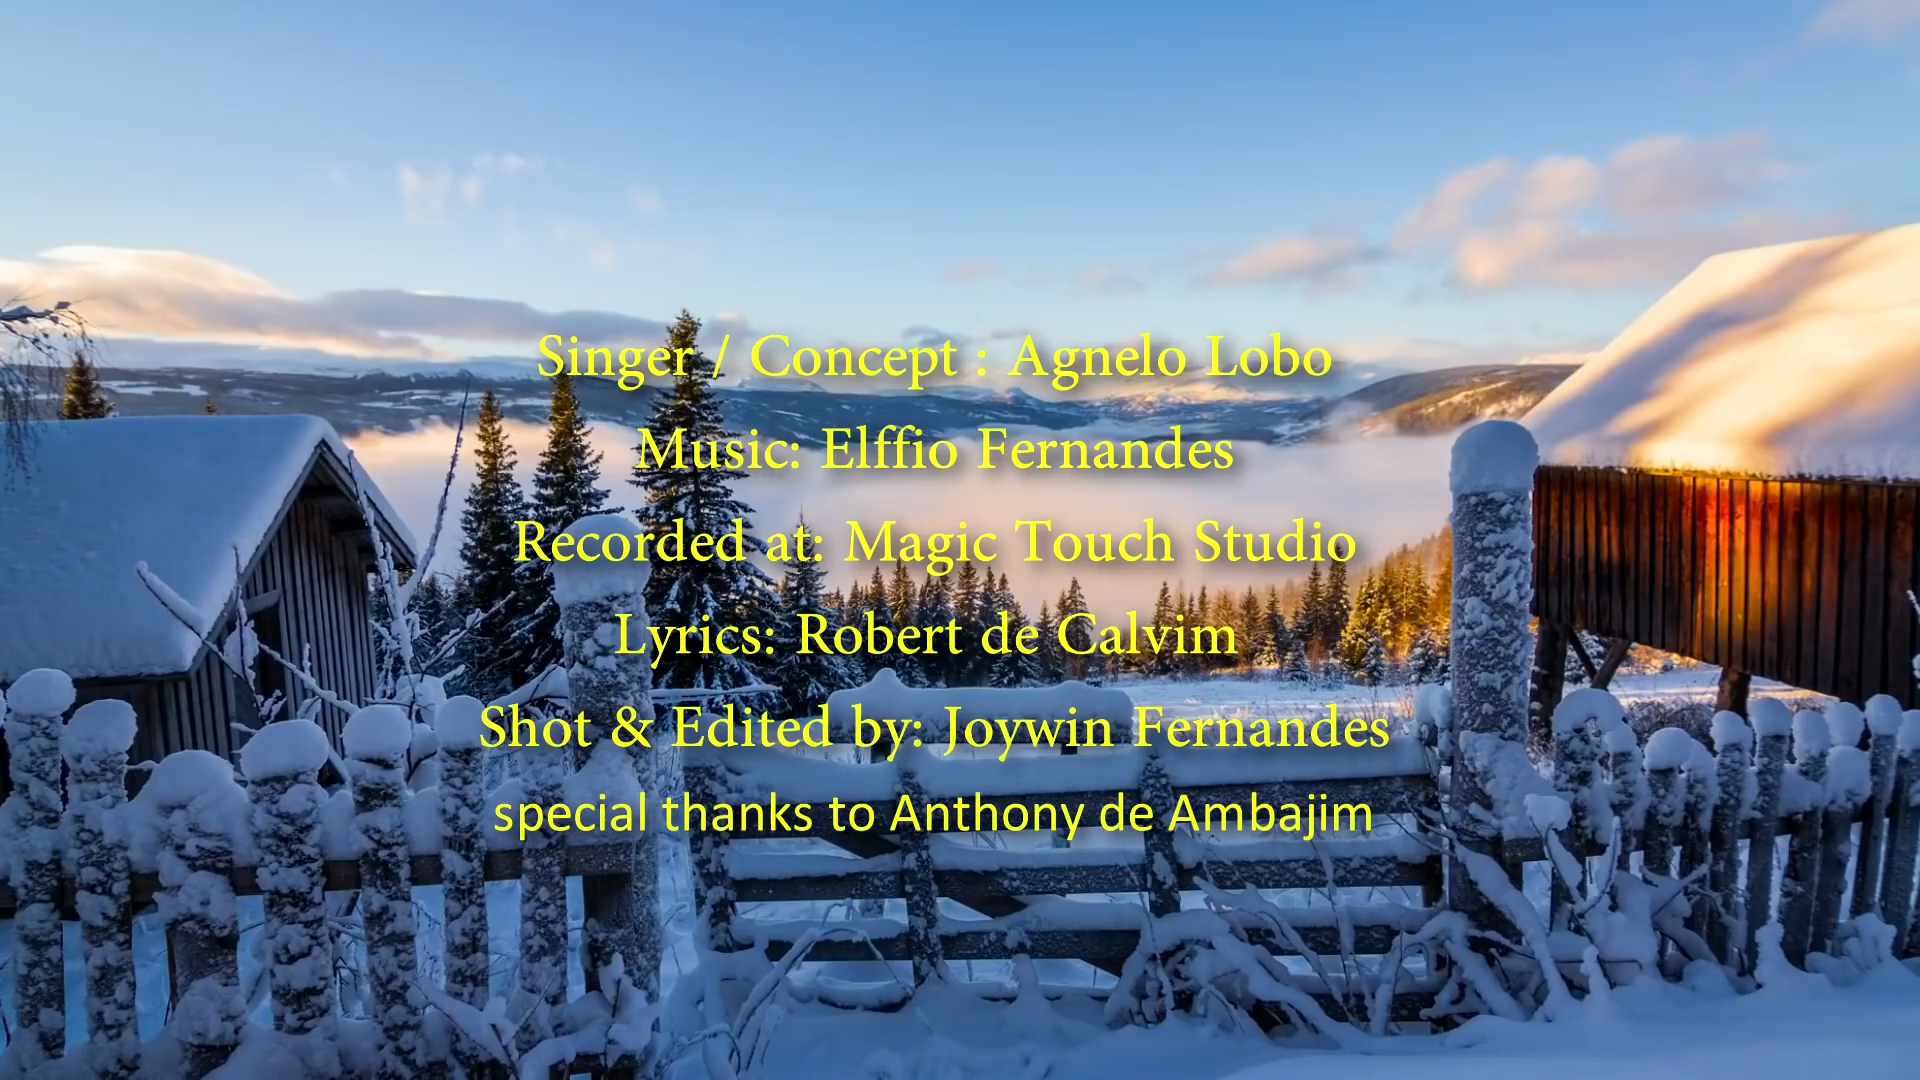 Singer / Concept : Agnelo Lobo
Music: Elffio Fernandes
Recorded at: Magic Touch Studio
Lyrics: Robert de Calvim
Shot & Edited by: Joywin Fernandes
special thanks to Anthony de Ambajim